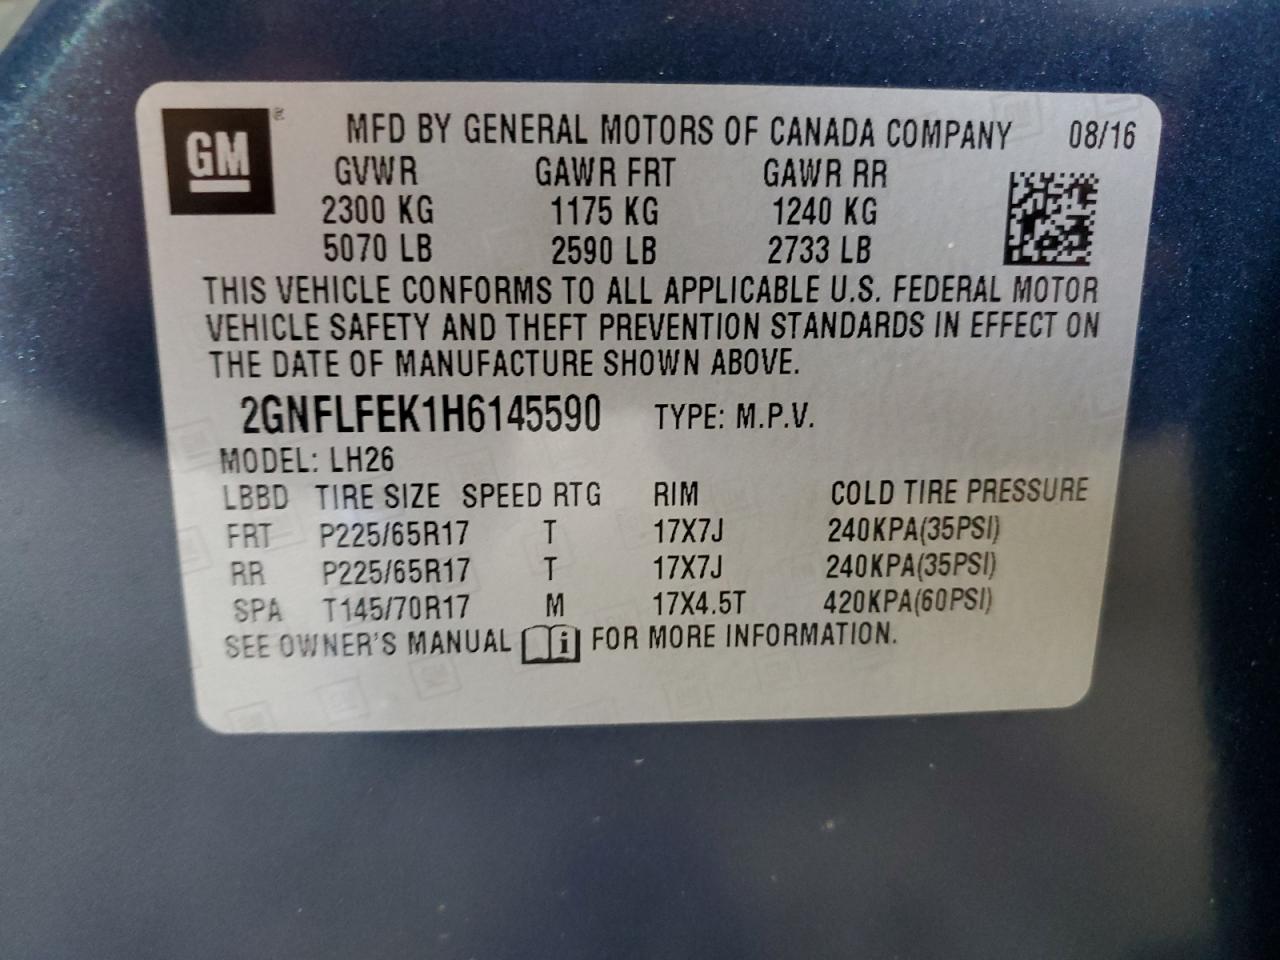 GM ®
MFD BY GENERAL MOTORS OF CANADA COMPANY 08/16
GVWR GAWR FRT GAWR RR
2300 KG 1175 KG 1240 KG
5070 LB 2590 LB 2733 LB
THIS VEHICLE CONFORMS TO ALL APPLICABLE U.S. FEDERAL MOTOR
VEHICLE SAFETY AND THEFT PREVENTION STANDARDS IN EFFECT ON
THE DATE OF MANUFACTURE SHOWN ABOVE.
2GNFLFEK1H6145590 TYPE: M.P.V.
MODEL: LH26
LBBD TIRE SIZE SPEED RTG RIM COLD TIRE PRESSURE
FRT P225/65R17 T 17X7J 240KPA(35PSI)
RR P225/65R17 T 17X7J 240KPA(35PSI)
SPA T145/70R17 M 17X4.5T 420KPA(60PSI)
SEE OWNER'S MANUAL i FOR MORE INFORMATION.